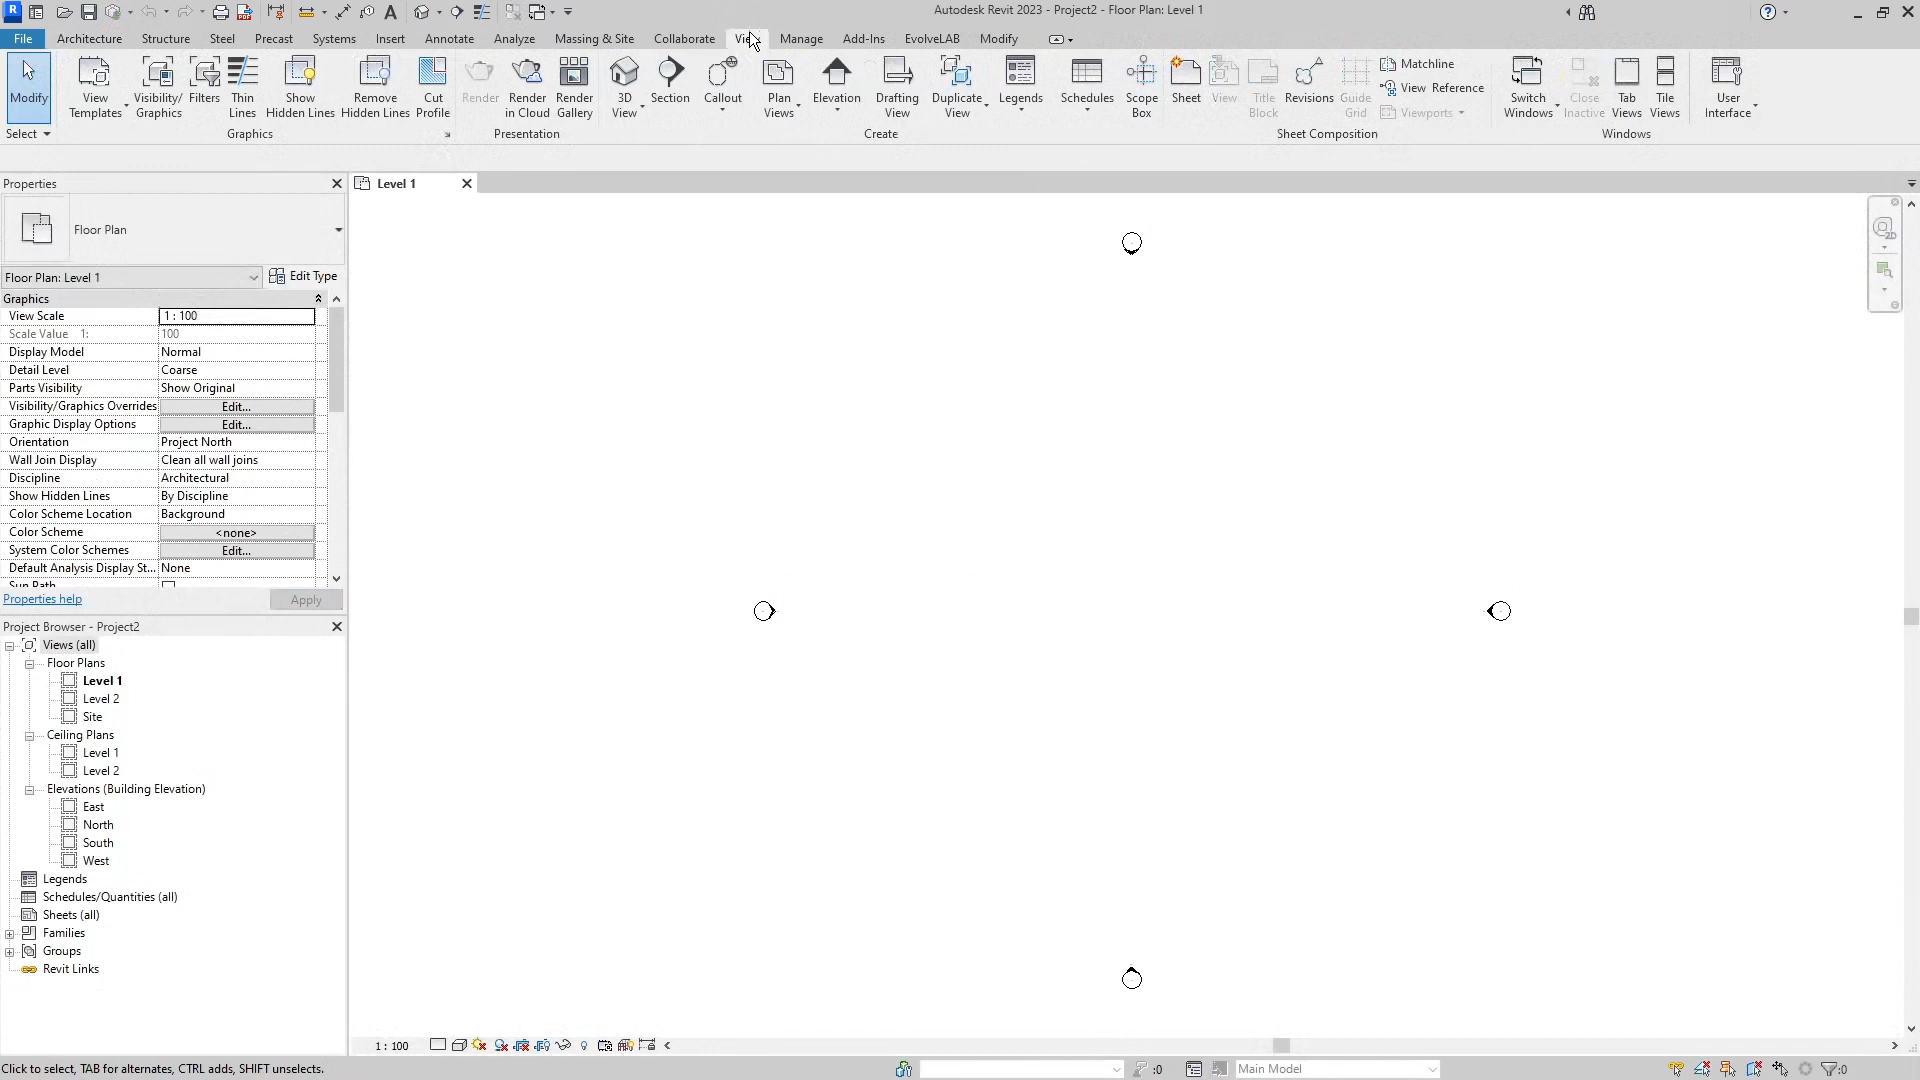 Autodesk Revit 2023 - Project2 - Floor Plan: Level 1
File Architecture Structure Steel Precast Systems Insert Annotate Analyze Massing & Site Collaborate View Manage Add-Ins EvolveLAB Modify
Modify
View Templates
Visibility/ Graphics
Filters
Thin Lines
Show Hidden Lines
Remove Hidden Lines
Cut Profile
Render
Render in Cloud
Render Gallery
3D View
Section
Callout
Plan Views
Elevation
Drafting View
Duplicate View
Legends
Schedules
Scope Box
Sheet
View
Title Block
Revisions
Guide Grid
Matchline
View Reference
Viewports
Switch Windows
Close Inactive
Tab Views
Tile Views
User Interface
Select Graphics Presentation Create Sheet Composition Windows
Properties
Level 1
Floor Plan
Floor Plan: Level 1 Edit Type
Graphics
View Scale 1 : 100
Scale Value 1: 100
Display Model Normal
Detail Level Coarse
Parts Visibility Show Original
Visibility/Graphics Overrides Edit...
Graphic Display Options Edit...
Orientation Project North
Wall Join Display Clean all wall joins
Discipline Architectural
Show Hidden Lines By Discipline
Color Scheme Location Background
Color Scheme <none>
System Color Schemes Edit...
Default Analysis Display St... None
Sun Path
Properties help Apply
Project Browser - Project2
Views (all)
Floor Plans
Level 1
Level 2
Site
Ceiling Plans
Level 1
Level 2
Elevations (Building Elevation)
East
North
South
West
Legends
Schedules/Quantities (all)
Sheets (all)
Families
Groups
Revit Links
1 : 100
Click to select, TAB for alternates, CTRL adds, SHIFT unselects. :0 Main Model :0